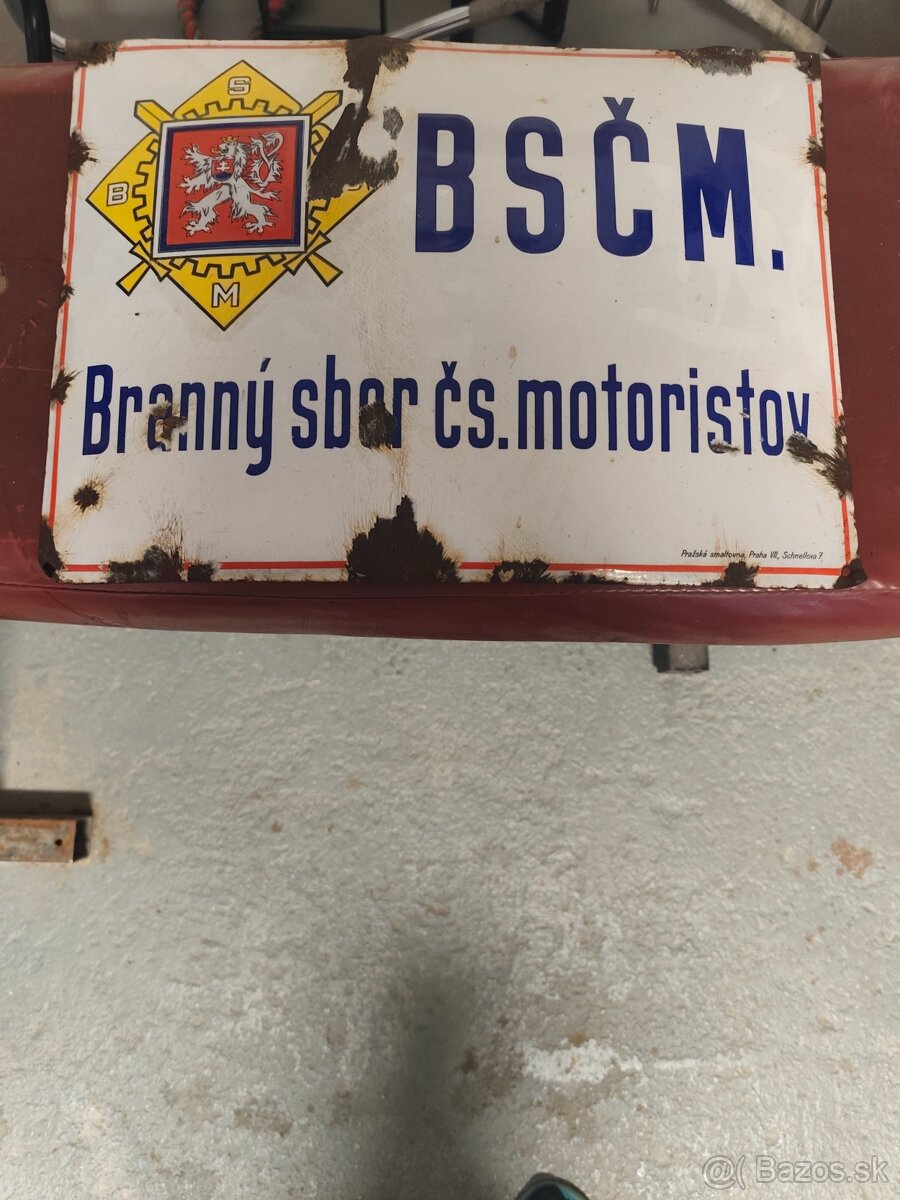 S
B
M
BSČM.
Branný sbor čs. motoristov
Pražská smaltovna, Praha VII., Schnellova 7.
@( Bazos.sk